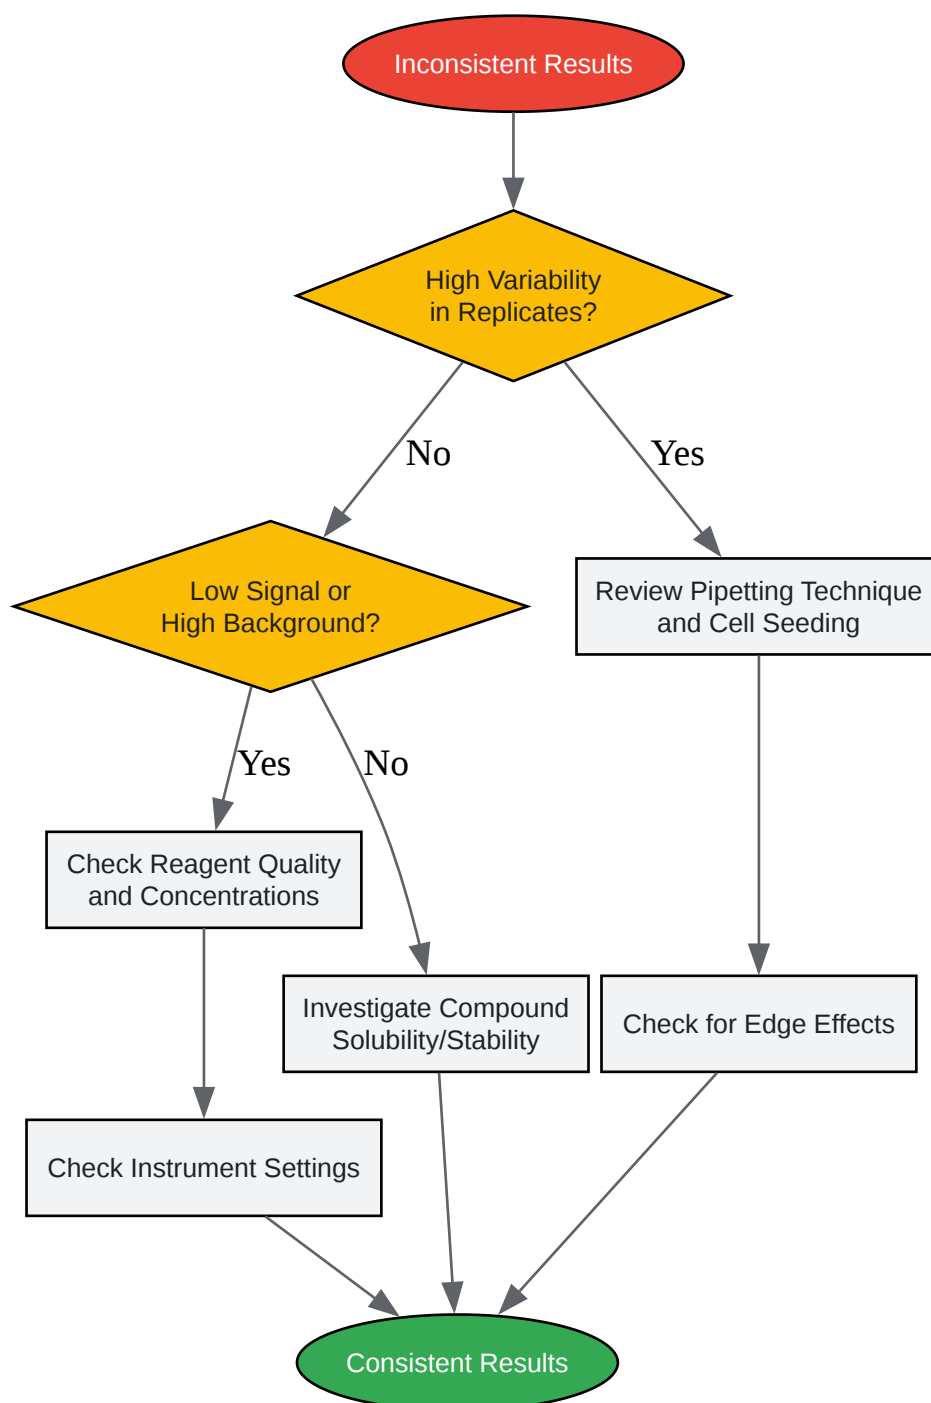 Inconsistent Results
High Variability
in Replicates?
No
Yes
Low Signal or
High Background?
Review Pipetting Technique
and Cell Seeding
Yes
No
Check Reagent Quality
and Concentrations
Investigate Compound
Solubility/Stability
Check for Edge Effects
Check Instrument Settings
Consistent Results